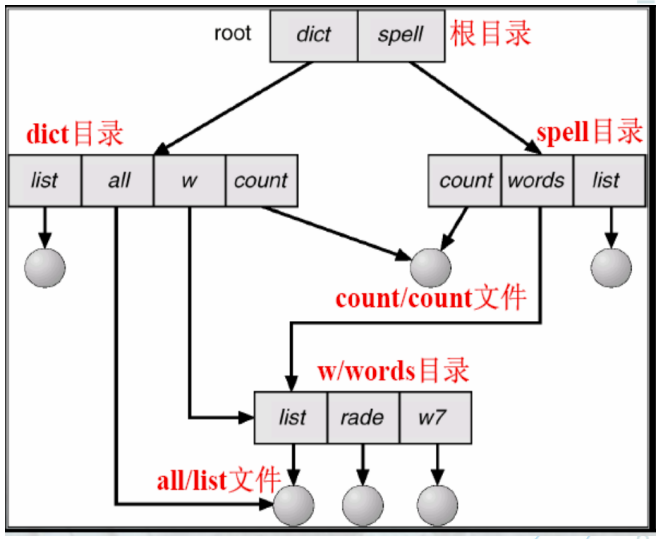 root dict spell 根目录
dict目录 spell目录
list all w count count words list
count/count文件
w/words目录
list rade w7
all/list文件